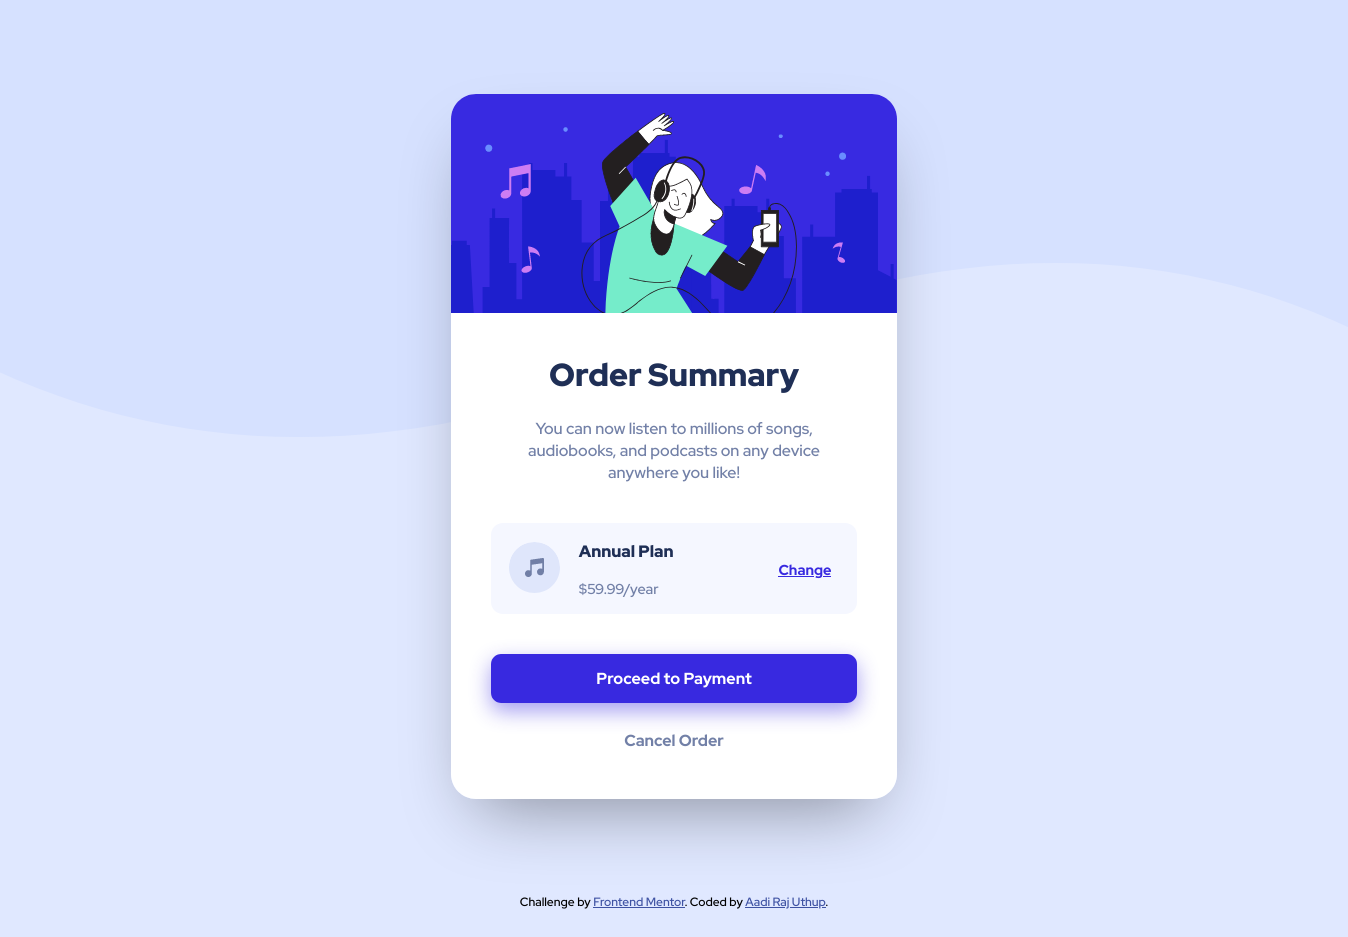 Order Summary
You can now listen to millions of songs,
audiobooks, and podcasts on any device
anywhere you like!
Annual Plan
$59.99/year
Change
Proceed to Payment
Cancel Order
Challenge by Frontend Mentor. Coded by Aadi Raj Uthup.